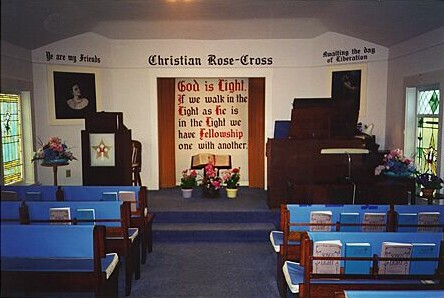 Ye are my Friends
Christian Rose-Cross
Awaiting the day
of Liberation
God is Light.
If we walk in the
Light as He is
in the Light we
have Fellowship
one with another.